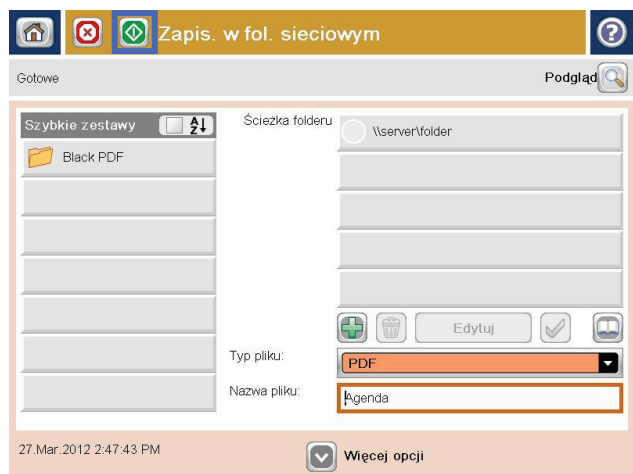 Zapis. w fol. sieciowym
Gotowe
Podgląd
Szybkie zestawy
Ścieżka folderu
\\server\folder
Black PDF
Edytuj
Typ pliku:
PDF
Nazwa pliku:
Agenda
27.Mar.2012 2:47:43 PM
Więcej opcji